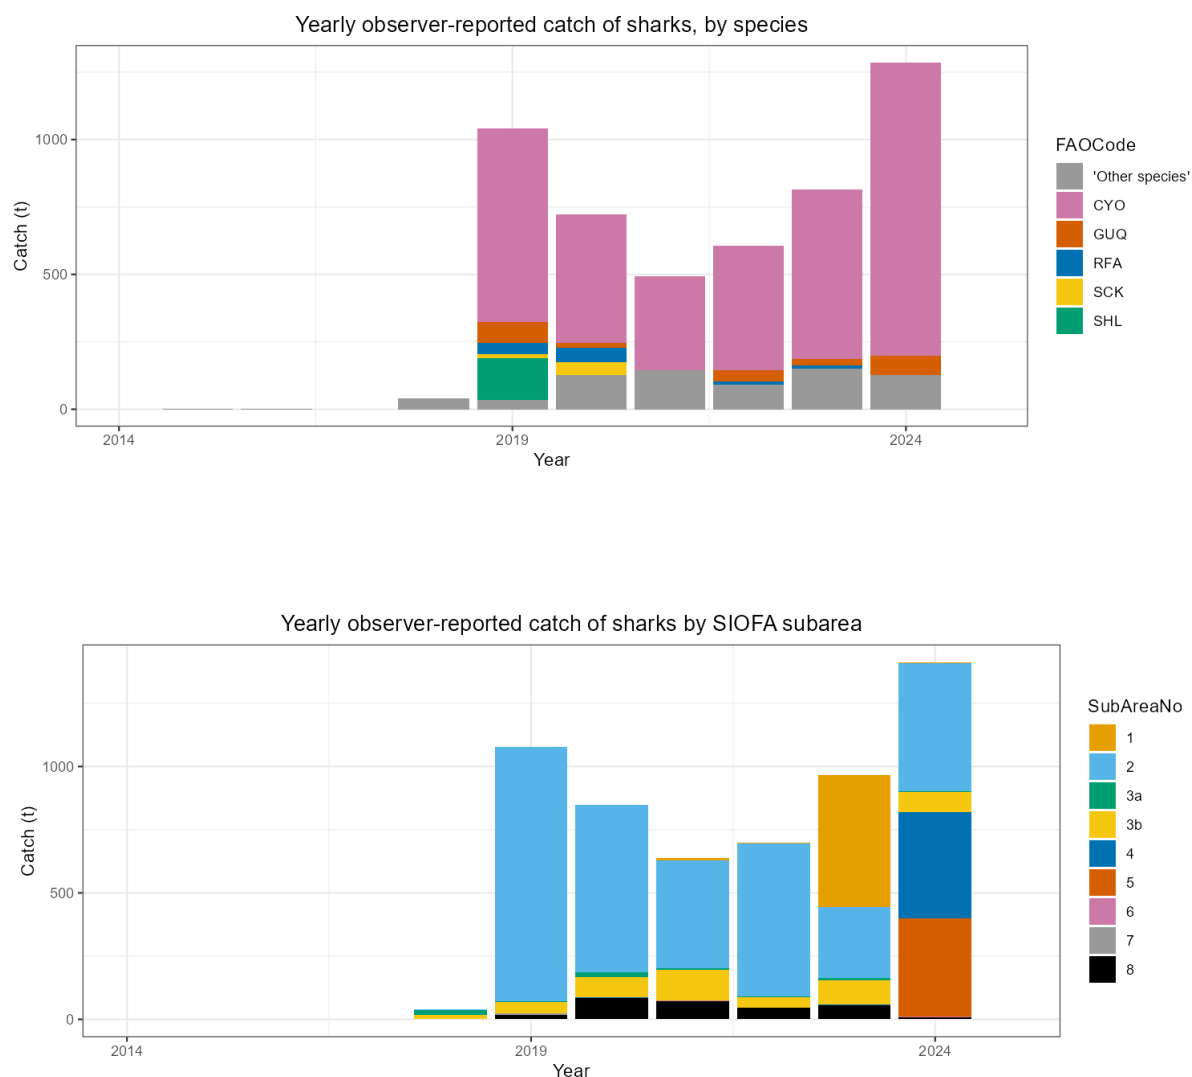 Yearly observer-reported catch of sharks, by species
Catch (t)
1000
500
0
2014
2019
2024
Year
FAOCode
'Other species'
CYO
GUQ
RFA
SCK
SHL
Yearly observer-reported catch of sharks by SIOFA subarea
Catch (t)
1000
500
0
2014
2019
2024
Year
SubAreaNo
1
2
3a
3b
4
5
6
7
8